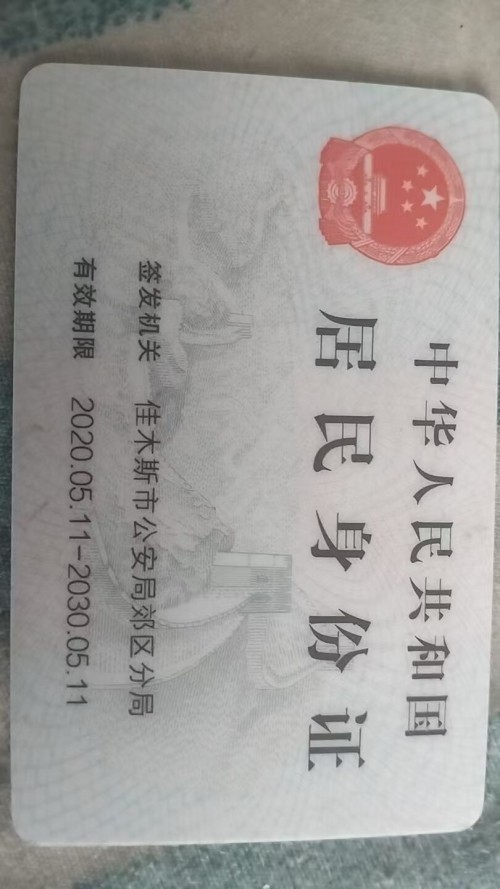 中华人民共和国
居民身份证
签发机关 佳木斯市公安局郊区分局
有效期限 2020.05.11-2030.05.11